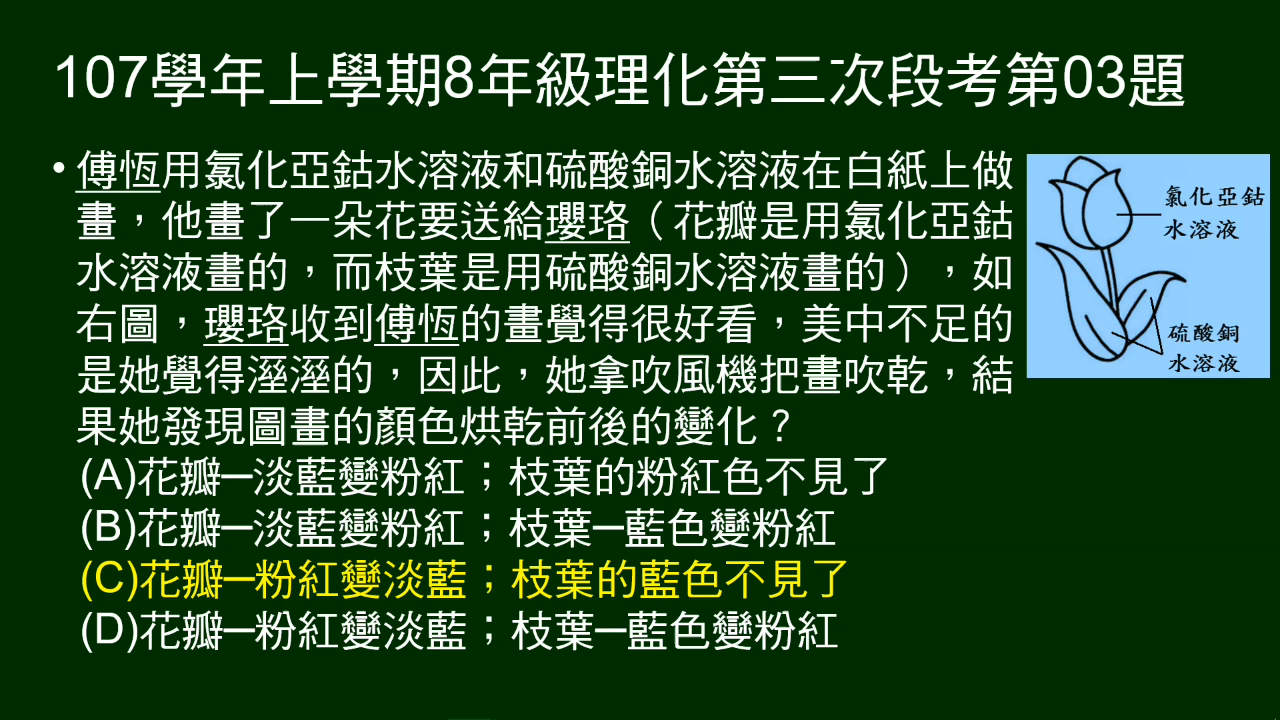 107學年上學期8年級理化第三次段考第03題
• 傅恆用氯化亞鈷水溶液和硫酸銅水溶液在白紙上做
畫，他畫了一朵花要送給瓔珞（花瓣是用氯化亞鈷
水溶液畫的，而枝葉是用硫酸銅水溶液畫的），如
右圖，瓔珞收到傅恆的畫覺得很好看，美中不足的
是她覺得溼溼的，因此，她拿吹風機把畫吹乾，結
果她發現圖畫的顏色烘乾前後的變化？
(A)花瓣─淡藍變粉紅；枝葉的粉紅色不見了
(B)花瓣─淡藍變粉紅；枝葉─藍色變粉紅
(C)花瓣─粉紅變淡藍；枝葉的藍色不見了
(D)花瓣─粉紅變淡藍；枝葉─藍色變粉紅
氯化亞鈷
水溶液
硫酸銅
水溶液